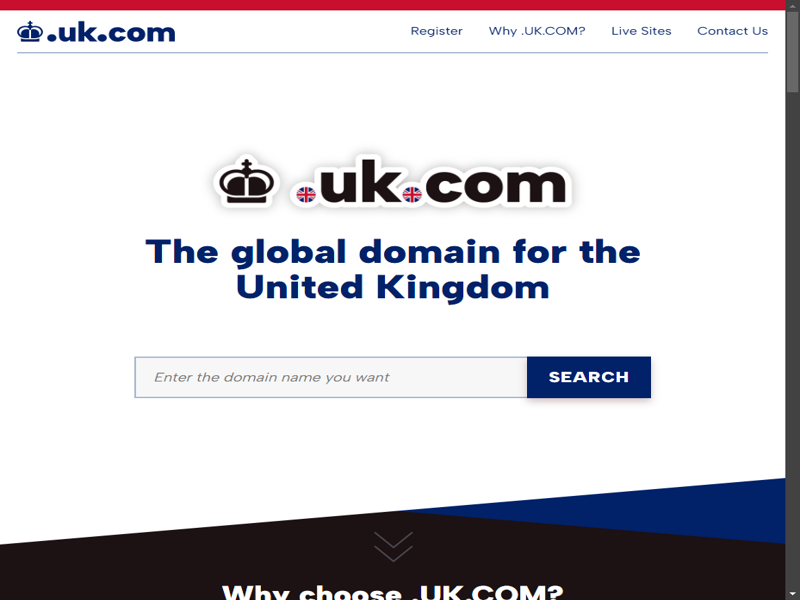 .uk.com
Register
Why .UK.COM?
Live Sites
Contact Us
.uk.com
The global domain for the
United Kingdom
Enter the domain name you want
SEARCH
Why choose .UK.COM?